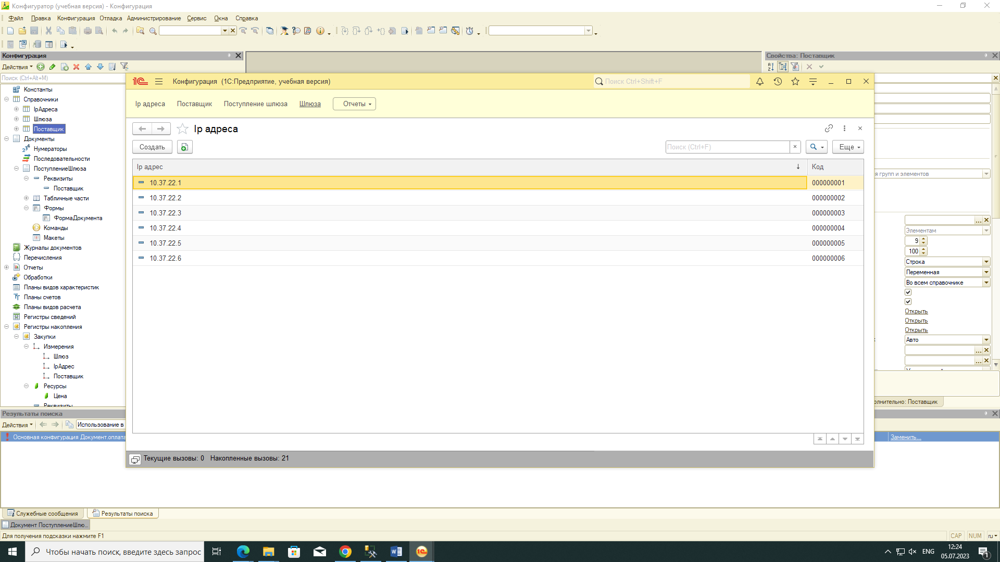 Конфигуратор (учебная версия) - Конфигурация
Файл Правка Конфигурация Отладка Администрирование Сервис Окна Справка
Конфигурация
Свойства: Поставщик
Действия
Поиск (Ctrl+Alt+M)
Константы
Справочники
IpАдреса
Шлюза
Поставщик
Документы
Нумераторы
Последовательности
ПоступлениеШлюза
Реквизиты
Поставщик
Табличные части
Формы
ФормаДокумента
Команды
Макеты
Журналы документов
Перечисления
Отчеты
Обработки
Планы видов характеристик
Планы счетов
Планы видов расчета
Регистры сведений
Регистры накопления
Закупки
Измерения
Шлюз
IpАдрес
Поставщик
Ресурсы
Цена
Реквизиты
1С Конфигурация (1С:Предприятие, учебная версия)
Поиск Ctrl+Shift+F
Ip адреса Поставщик Поступление шлюза Шлюза Отчеты
Ip адреса
Создать
Поиск (Ctrl+F) × Еще
Ip адрес ↓ Код
10.37.22.1 000000001
10.37.22.2 000000002
10.37.22.3 000000003
10.37.22.4 000000004
10.37.22.5 000000005
10.37.22.6 000000006
Текущие вызовы: 0 Накопленные вызовы: 21
я групп и элементов
Элементам
9
100
Строка
Переменная
Во всем справочнике
Открыть
Открыть
Открыть
Авто
олнительно: Поставщик
Результаты поиска
Действия Использование в
Основная конфигурация Документ.оплата
Заменить...
Служебные сообщения Результаты поиска
Документ ПоступлениеШлю...
Для получения подсказки нажмите F1
CAP NUM ru
Чтобы начать поиск, введите здесь запрос
ENG
12:24
05.07.2023
1